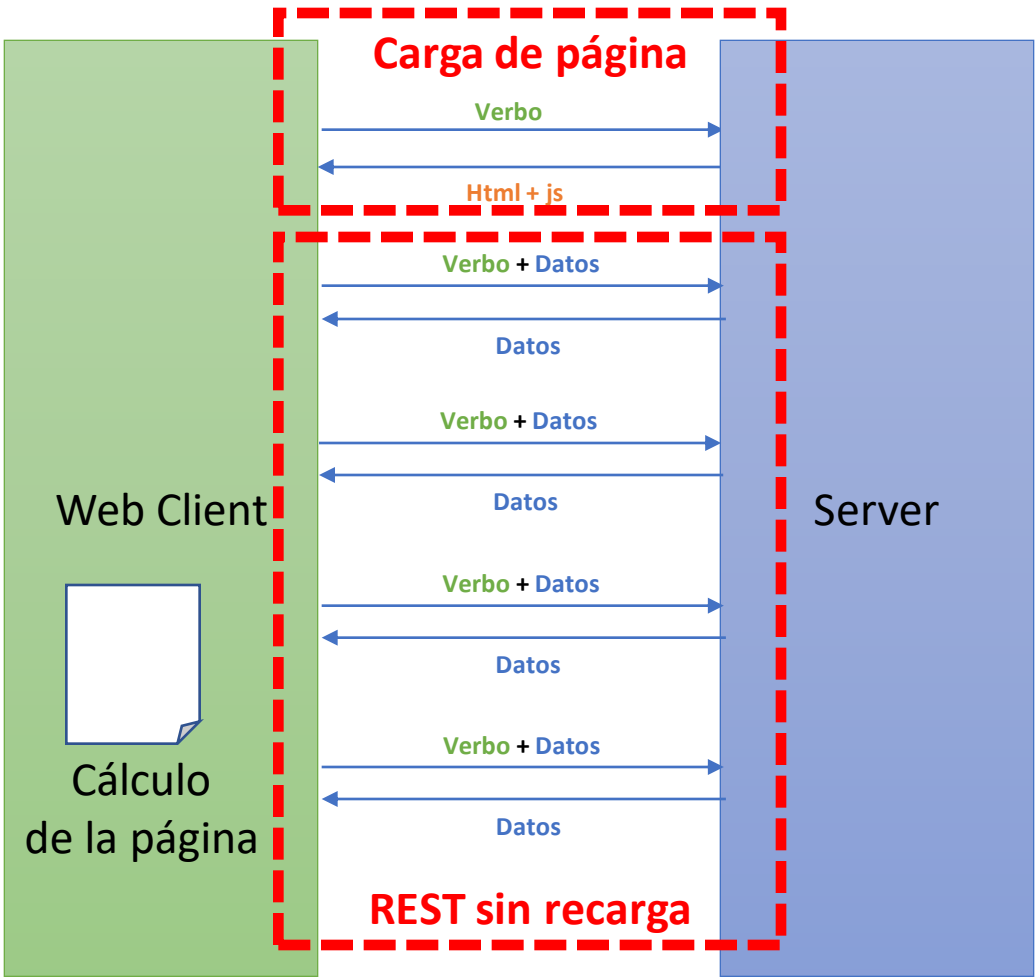 Carga de página
Verbo
Html + js
Verbo + Datos
Datos
Verbo + Datos
Datos
Web Client
Server
Verbo + Datos
Datos
Verbo + Datos
Datos
Cálculo
de la página
REST sin recarga